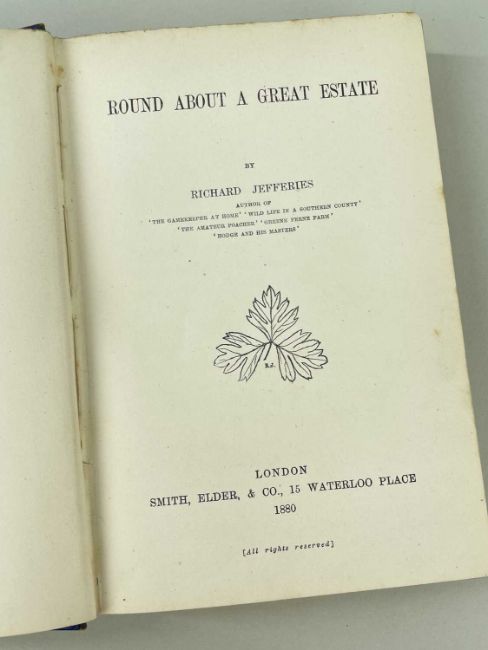 ROUND ABOUT A GREAT ESTATE
BY
RICHARD JEFFERIES
AUTHOR OF
'THE GAMEKEEPER AT HOME' 'WILD LIFE IN A SOUTHERN COUNTY'
'THE AMATEUR POACHER' 'GREENE FERNE FARM'
'HODGE AND HIS MASTERS'
R.J.
LONDON
SMITH, ELDER, & CO., 15 WATERLOO PLACE
1880
[All rights reserved]